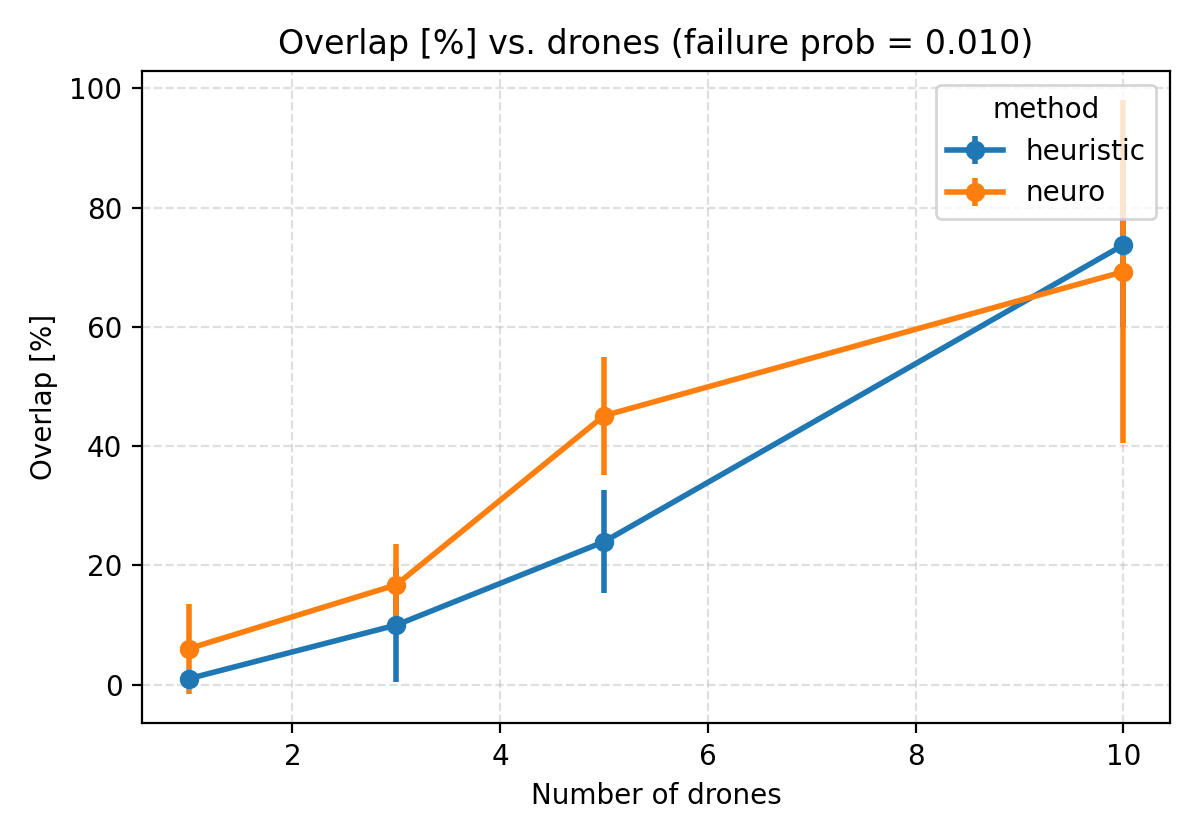 Overlap [%] vs. drones (failure prob = 0.010)
100
80
60
40
20
0
Overlap [%]
method
heuristic
neuro
2
4
6
8
10
Number of drones